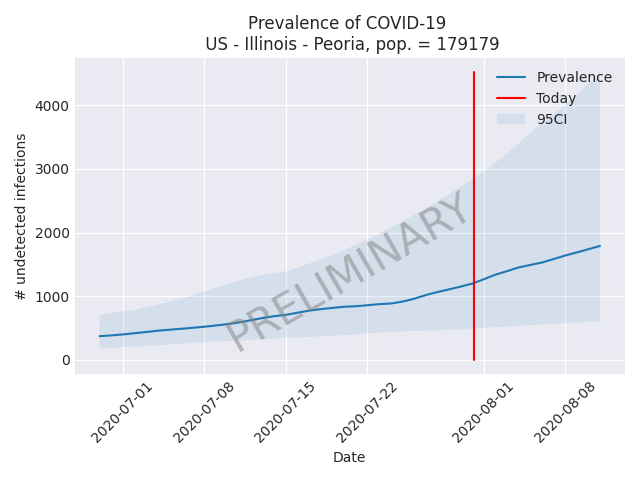 Prevalence of COVID-19
US - Illinois - Peoria, pop. = 179179
Prevalence
Today
95CI
PRELIMINARY
# undetected infections
4000
3000
2000
1000
0
2020-07-01
2020-07-08
2020-07-15
2020-07-22
2020-08-01
2020-08-08
Date